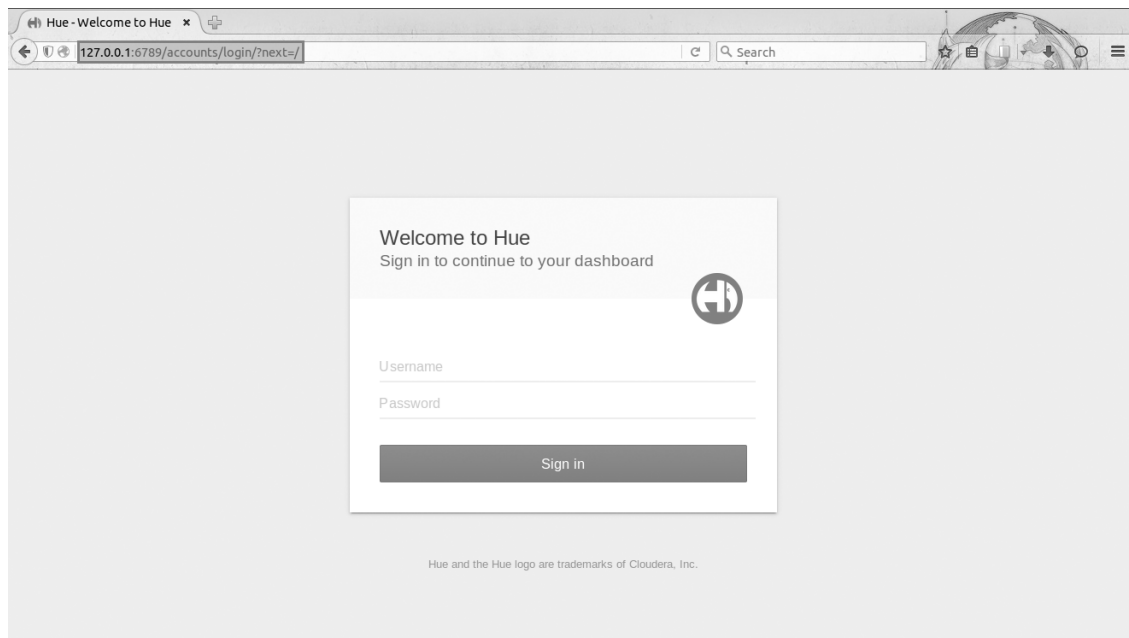 Hue - Welcome to Hue
127.0.0.1:6789/accounts/login/?next=/
Search
Welcome to Hue
Sign in to continue to your dashboard
Username
Password
Sign in
Hue and the Hue logo are trademarks of Cloudera, Inc.